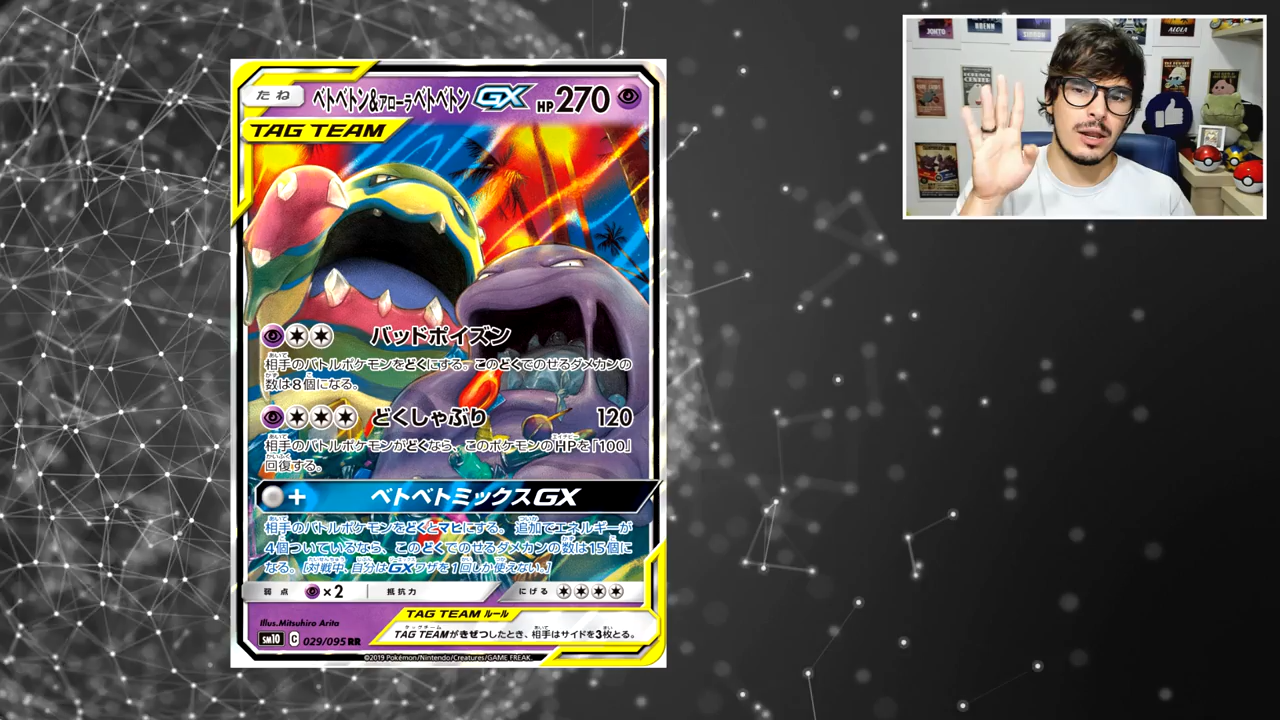 たね ベトベトン&アローラベトベトンGX HP270
TAG TEAM
バッドポイズン
相手のバトルポケモンをどくにする。このどくでのせるダメカンの
数は8個になる。
どくしゃぶり 120
相手のバトルポケモンがどくなら、このポケモンのHPを「100」
回復する。
+ ベトベトミックスGX
相手のバトルポケモンをどくとマヒにする。追加でエネルギーが
4個ついているなら、このどくでのせるダメカンの数は15個に
なる。[対戦中、自分はGXワザを1回しか使えない。]
弱点 ×2 抵抗力 にげる
TAG TEAM ルール
Illus.Mitsuhiro Arita
TAG TEAMがきぜつしたとき、相手はサイドを3枚とる。
SM10 C 029/095 RR
©2019 Pokémon/Nintendo/Creatures/GAME FREAK.
JOHTO
HOENN
SINNOH
ALOLA